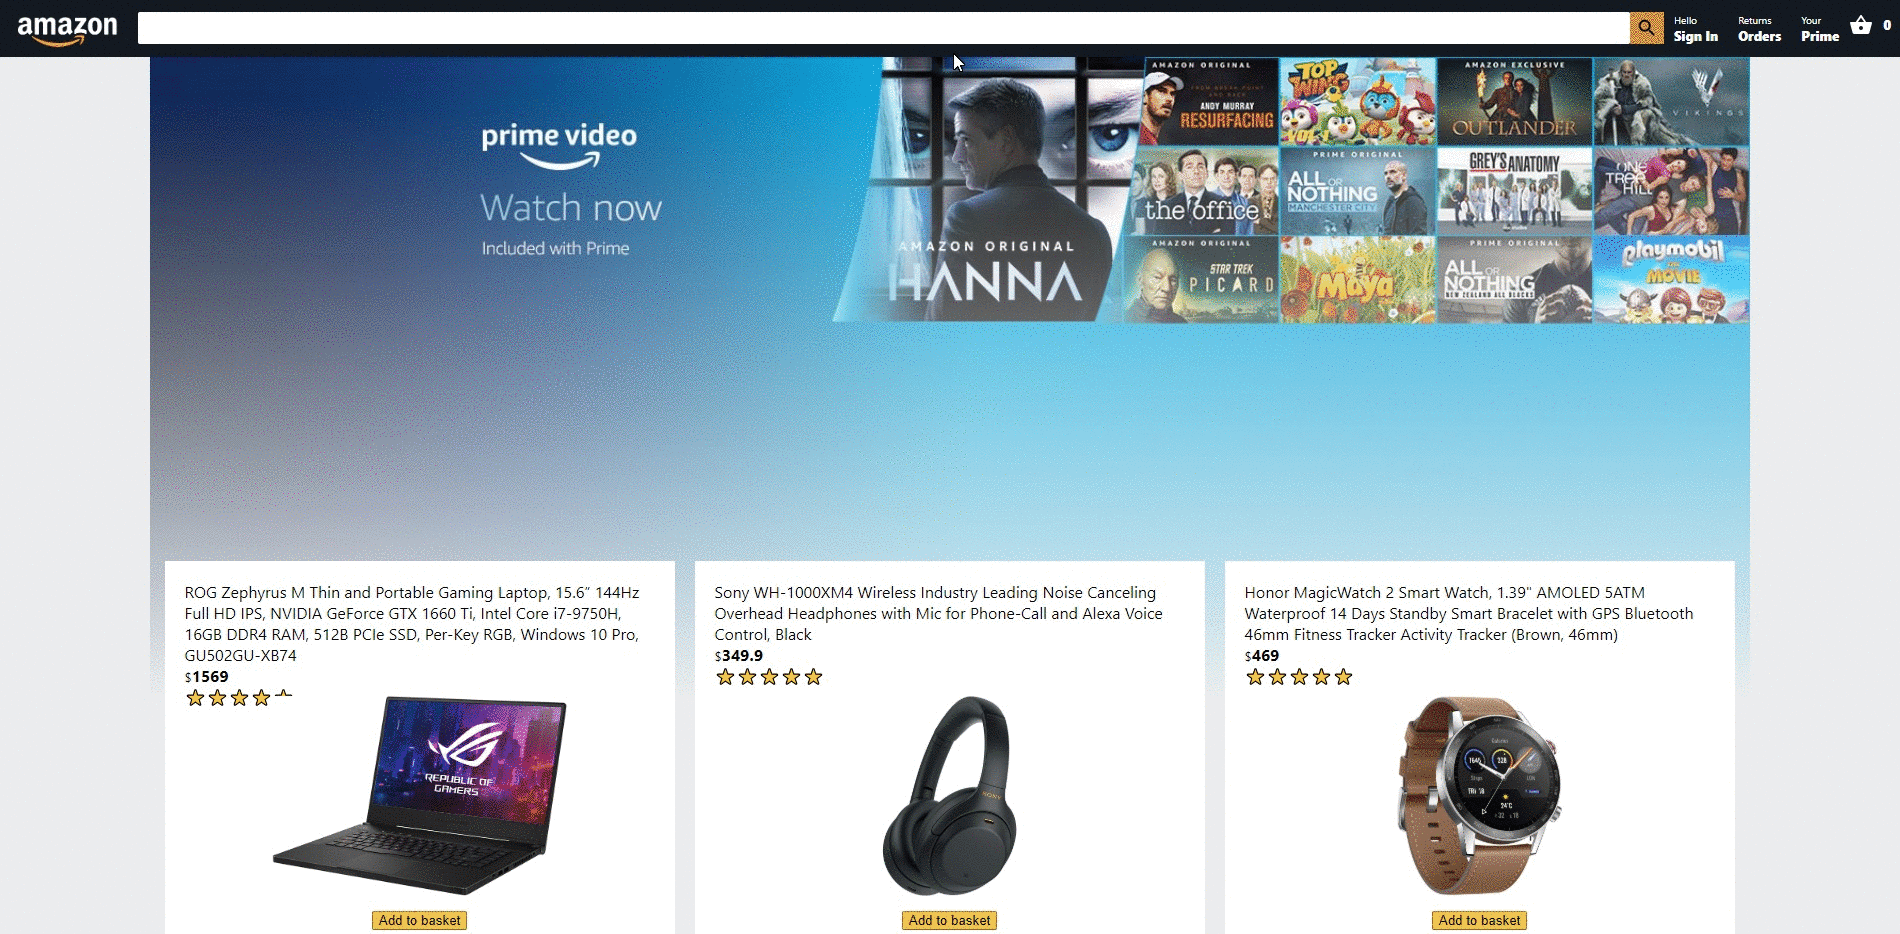 amazon
Hello
Sign In
Returns
Orders
Your
Prime
0
prime video
Watch now
Included with Prime
AMAZON ORIGINAL
HANNA
AMAZON ORIGINAL
ANDY MURRAY
RESURFACING
TOP
WING
AMAZON EXCLUSIVE
OUTLANDER
VIKINGS
the office
PRIME ORIGINAL
ALL OR
NOTHING
MANCHESTER CITY
GREY'S ANATOMY
ONE
TREE
HILL
AMAZON ORIGINAL
STAR TREK
PICARD
Maya
PRIME ORIGINAL
ALL OR
NOTHING
NEW ZEALAND ALL BLACKS
playmobil
MOVIE
ROG Zephyrus M Thin and Portable Gaming Laptop, 15.6” 144Hz
Full HD IPS, NVIDIA GeForce GTX 1660 Ti, Intel Core i7-9750H,
16GB DDR4 RAM, 512B PCIe SSD, Per-Key RGB, Windows 10 Pro,
GU502GU-XB74
$1569
REPUBLIC OF
GAMERS
Add to basket
Sony WH-1000XM4 Wireless Industry Leading Noise Canceling
Overhead Headphones with Mic for Phone-Call and Alexa Voice
Control, Black
$349.9
SONY
Add to basket
Honor MagicWatch 2 Smart Watch, 1.39" AMOLED 5ATM
Waterproof 14 Days Standby Smart Bracelet with GPS Bluetooth
46mm Fitness Tracker Activity Tracker (Brown, 46mm)
$469
24°C
Add to basket